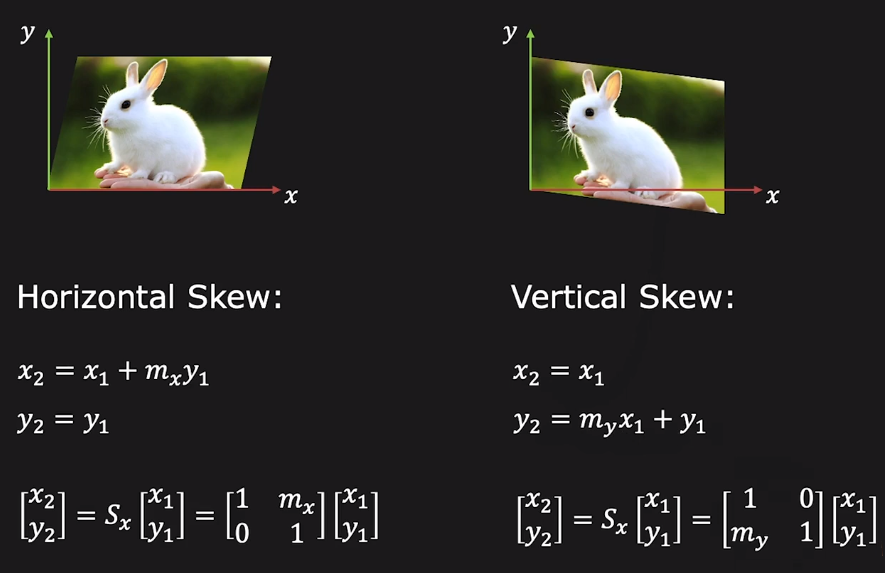 y
x
Horizontal Skew:
x₂ = x₁ + mₓy₁
y₂ = y₁
[x₂ y₂] = Sₓ [x₁ y₁] = [1 mₓ 0 1] [x₁ y₁]
y
x
Vertical Skew:
x₂ = x₁
y₂ = m_y x₁ + y₁
[x₂ y₂] = Sₓ [x₁ y₁] = [1 0 m_y 1] [x₁ y₁]